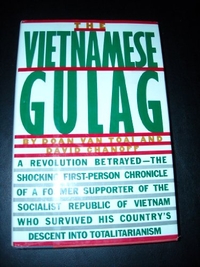 THE
VIETNAMESE
GULAG
BY DOAN VAN TOAI AND
DAVID CHANOFF
A REVOLUTION BETRAYED—THE
SHOCKING FIRST-PERSON CHRONICLE
OF A FORMER SUPPORTER OF THE
SOCIALIST REPUBLIC OF VIETNAM
WHO SURVIVED HIS COUNTRY'S
DESCENT INTO TOTALITARIANISM